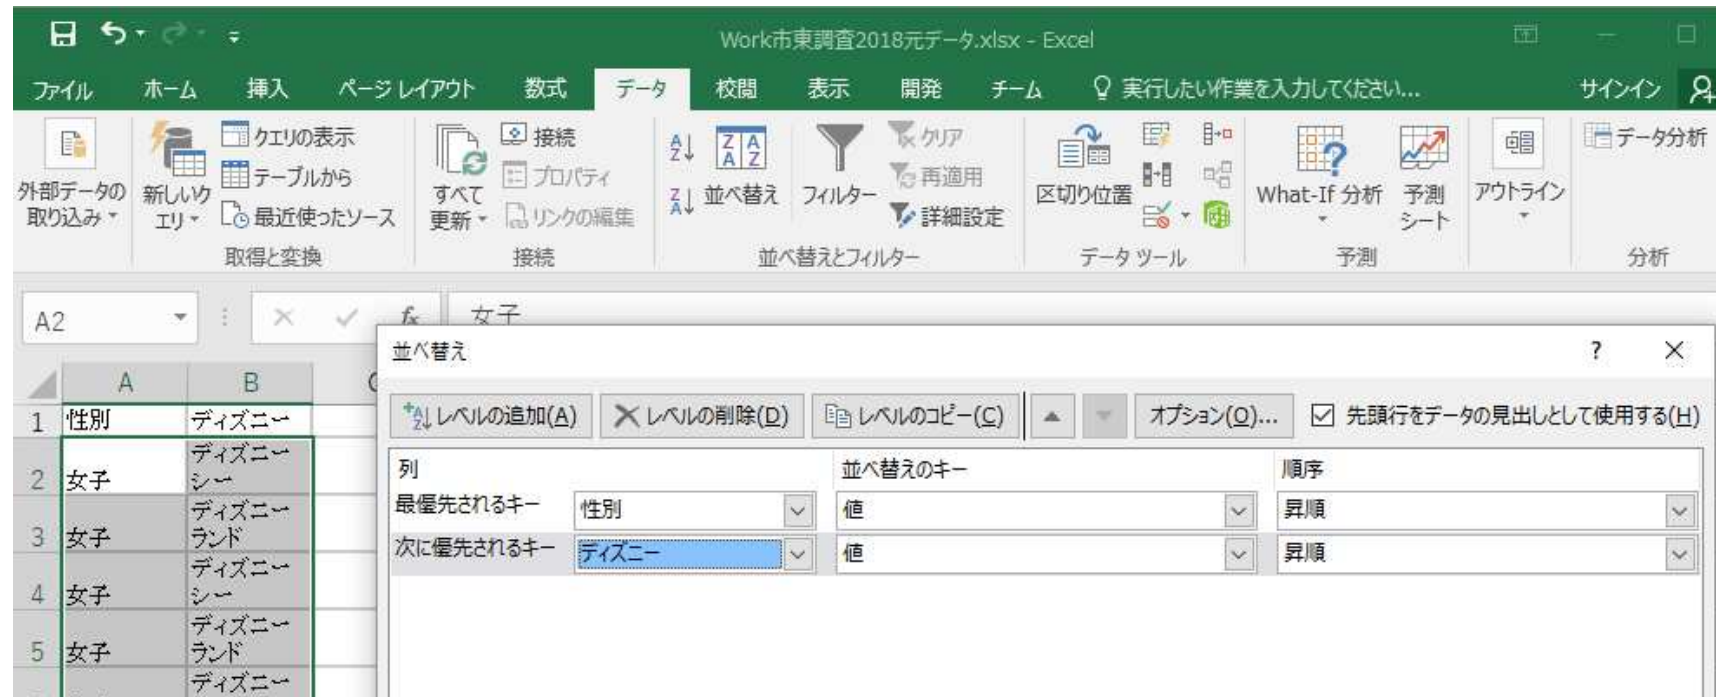 Work市東調査2018元データ.xlsx - Excel
ファイル ホーム 挿入 ページ レイアウト 数式 データ 校閲 表示 開発 チーム 実行したい作業を入力してください... サインイン
外部データの
取り込み
新しいク
エリ
クエリの表示
テーブルから
最近使ったソース
取得と変換
すべて
更新
接続
プロパティ
リンクの編集
接続
並べ替え
フィルター
クリア
再適用
詳細設定
並べ替えとフィルター
区切り位置
データ ツール
What-If 分析
予測
シート
予測
アウトライン
データ分析
分析
A2 fx 女子
並べ替え ? ×
レベルの追加(A) レベルの削除(D) レベルのコピー(C) オプション(O)... 先頭行をデータの見出しとして使用する(H)
列 並べ替えのキー 順序
最優先されるキー 性別 値 昇順
次に優先されるキー ディズニー 値 昇順
A B
1 性別 ディズニー
2 女子 ディズニー
シー
3 女子 ディズニー
ランド
4 女子 ディズニー
シー
5 女子 ディズニー
ランド
ディズニー